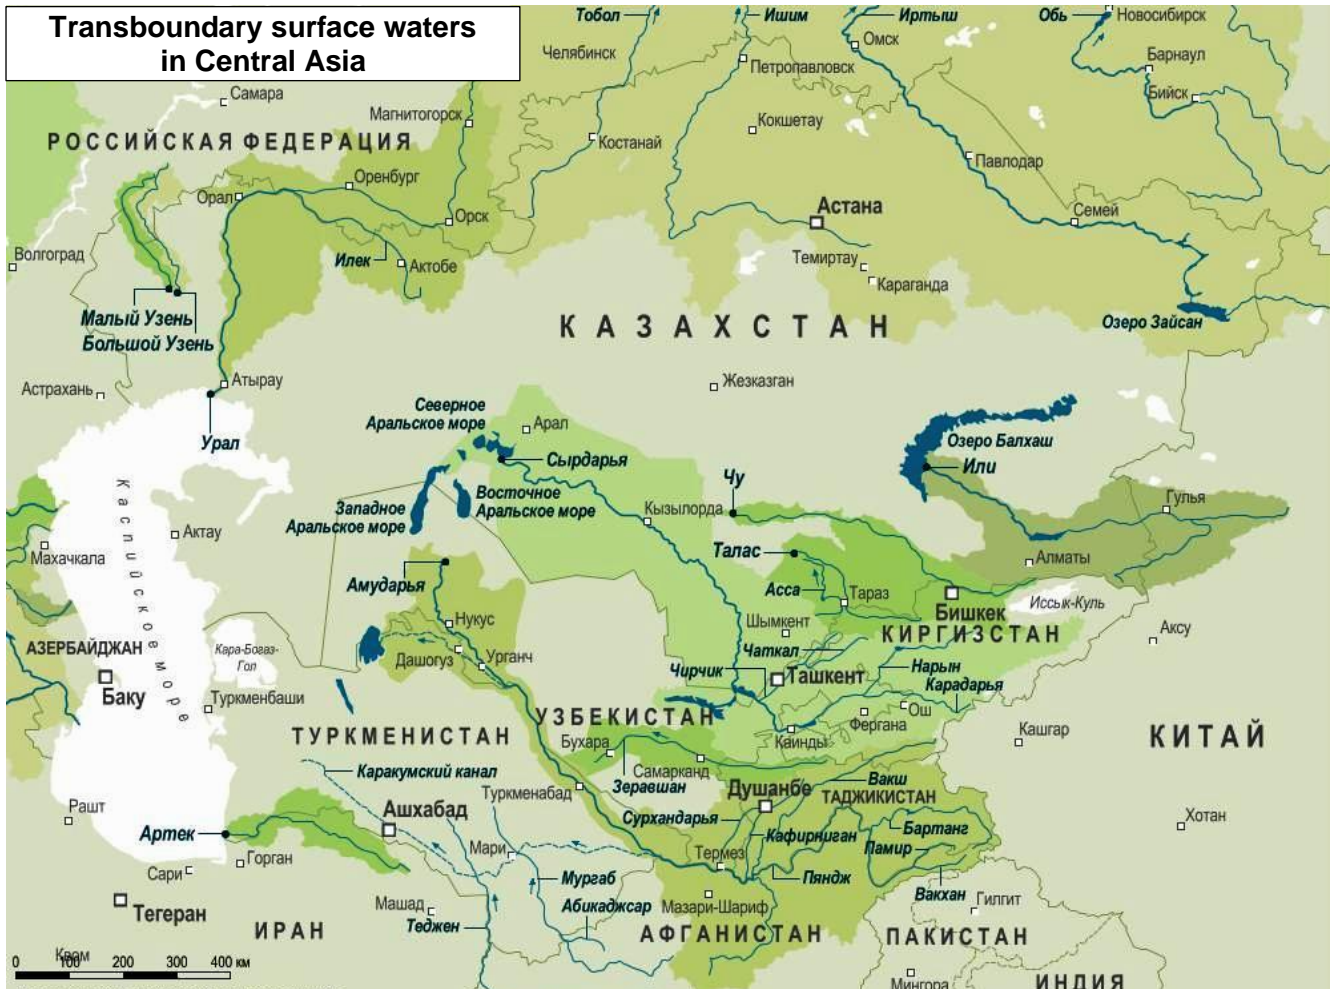 Transboundary surface waters
in Central Asia
Тобол
Ишим
Иртыш
Обь
Новосибирск
Омск
Челябинск
Петропавловск
Барнаул
Бийск
Самара
Магнитогорск
Кокшетау
Костанай
РОССИЙСКАЯ ФЕДЕРАЦИЯ
Павлодар
Оренбург
Орал
Орск
Астана
Семей
Волгоград
Илек
Актобе
Темиртау
Караганда
Малый Узень
Большой Узень
КАЗАХСТАН
Озеро Зайсан
Астрахань
Атырау
Жезказган
Урал
Северное
Аральское море
Арал
Озеро Балхаш
Сырдарья
Или
Чу
Западное
Аральское море
Восточное
Аральское море
Кызылорда
Гулья
Каспийское море
Актау
Махачкала
Талас
Алматы
Амударья
Асса
Тараз
Бишкек
Иссык-Куль
Нукус
Шымкент
КИРГИЗСТАН
Аксу
АЗЕРБАЙДЖАН
Кара-Богаз-
Гол
Дашогуз
Урганч
Чаткал
Чирчик
Ташкент
Нарын
Карадарья
Баку
Туркменбаши
УЗБЕКИСТАН
Фергана
Ош
Кашгар
ТУРКМЕНИСТАН
Бухара
Каинды
КИТАЙ
Каракумский канал
Самарканд
Зеравшан
Душанбе
Вакш
ТАДЖИКИСТАН
Туркменабад
Рашт
Ашхабад
Сурхандарья
Кафирниган
Бартанг
Хотан
Артек
Горган
Мари
Термез
Памир
Сари
Мургаб
Пяндж
Вакхан
Гилгит
Тегеран
Машад
Теджен
Абикаджсар
Мазари-Шариф
ИРАН
АФГАНИСТАН
ПАКИСТАН
Квом
0 100 200 300 400 км
Мингора
ИНДИЯ